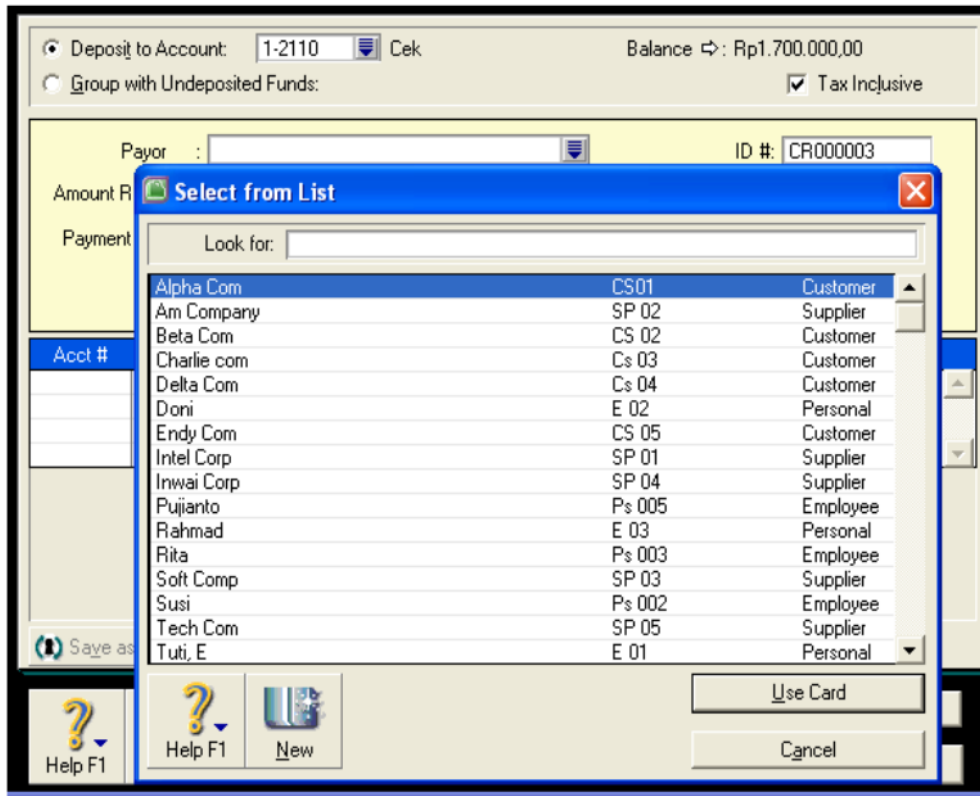 Deposit to Account: 1-2110 Cek Balance ⇨: Rp1.700.000,00
Group with Undeposited Funds: Tax Inclusive
Payor : ID #: CR000003
Select from List
Amount R
Payment
Look for:
Alpha Com CS01 Customer
Am Company SP 02 Supplier
Beta Com CS 02 Customer
Charlie com Cs 03 Customer
Delta Com Cs 04 Customer
Doni E 02 Personal
Endy Com CS 05 Customer
Intel Corp SP 01 Supplier
Inwai Corp SP 04 Supplier
Pujianto Ps 005 Employee
Rahmad E 03 Personal
Rita Ps 003 Employee
Soft Comp SP 03 Supplier
Susi Ps 002 Employee
Tech Com SP 05 Supplier
Tuti, E E 01 Personal
Acct #
Save as
Help F1 New Use Card
Cancel
Help F1